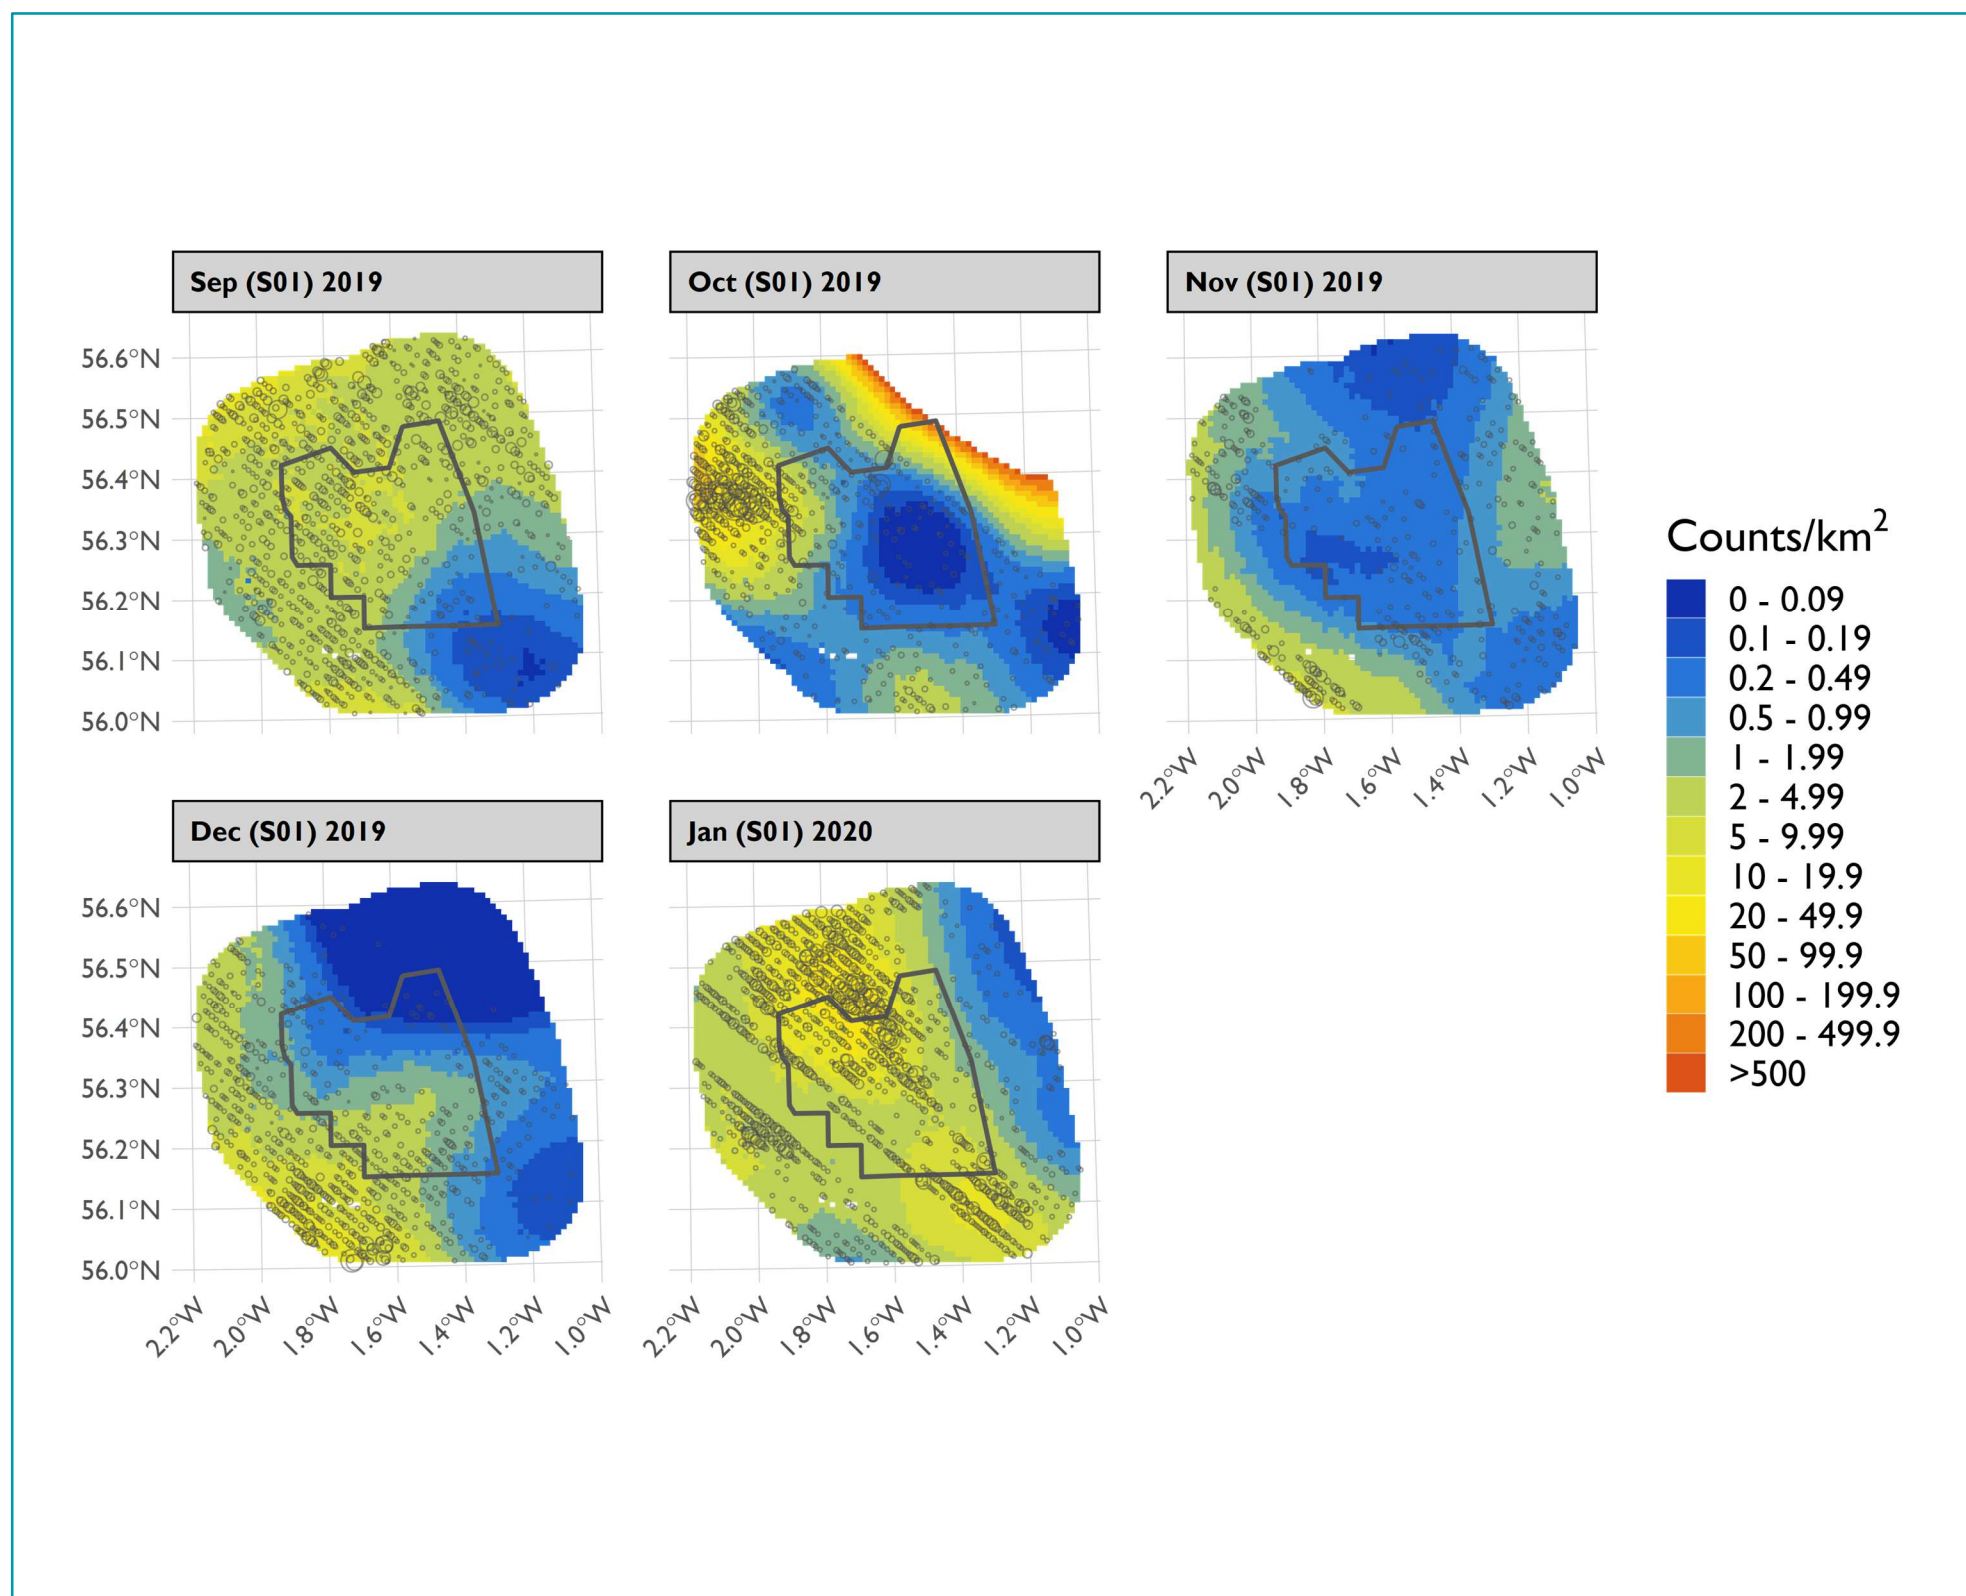 Sep (S01) 2019
Oct (S01) 2019
Nov (S01) 2019
56.6°N
56.5°N
56.4°N
56.3°N
56.2°N
56.1°N
56.0°N
2.2°W 2.0°W 1.8°W 1.6°W 1.4°W 1.2°W 1.0°W
Dec (S01) 2019
Jan (S01) 2020
56.6°N
56.5°N
56.4°N
56.3°N
56.2°N
56.1°N
56.0°N
2.2°W 2.0°W 1.8°W 1.6°W 1.4°W 1.2°W 1.0°W
2.2°W 2.0°W 1.8°W 1.6°W 1.4°W 1.2°W 1.0°W
Counts/km²
0 - 0.09
0.1 - 0.19
0.2 - 0.49
0.5 - 0.99
1 - 1.99
2 - 4.99
5 - 9.99
10 - 19.9
20 - 49.9
50 - 99.9
100 - 199.9
200 - 499.9
>500